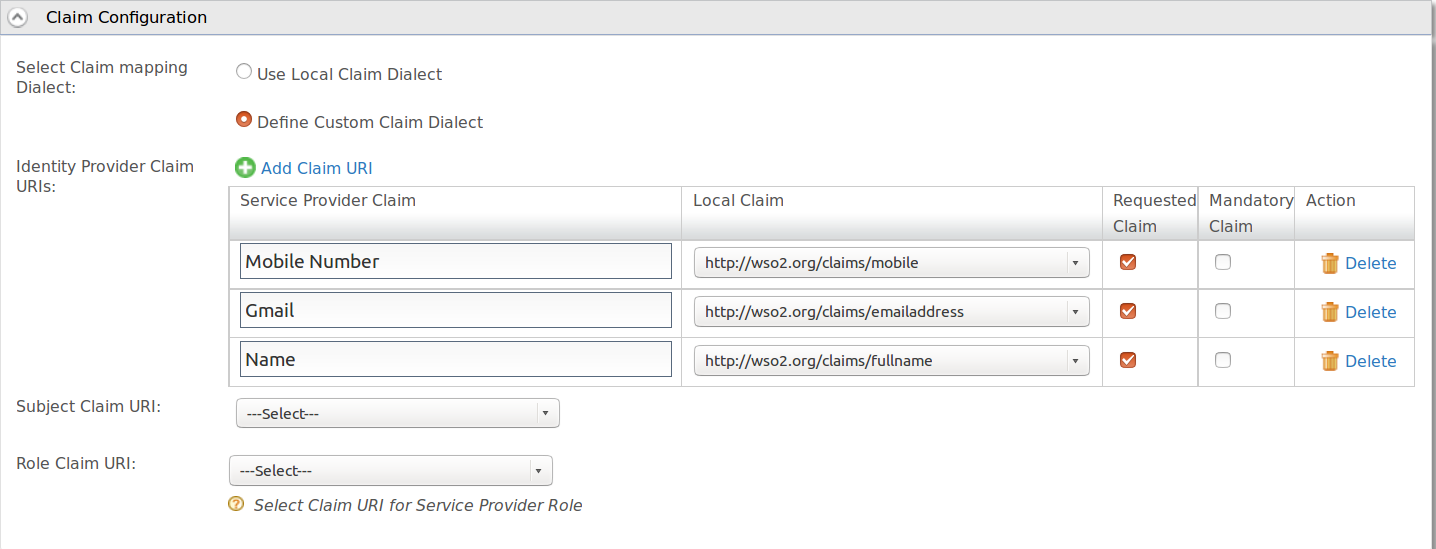 Claim Configuration
Select Claim mapping
Dialect:
Use Local Claim Dialect
Define Custom Claim Dialect
Identity Provider Claim
URIs:
Add Claim URI
Service Provider Claim Local Claim Requested Mandatory Action
Claim Claim
Mobile Number http://wso2.org/claims/mobile Delete
Gmail http://wso2.org/claims/emailaddress Delete
Name http://wso2.org/claims/fullname Delete
Subject Claim URI: ---Select---
Role Claim URI: ---Select---
Select Claim URI for Service Provider Role